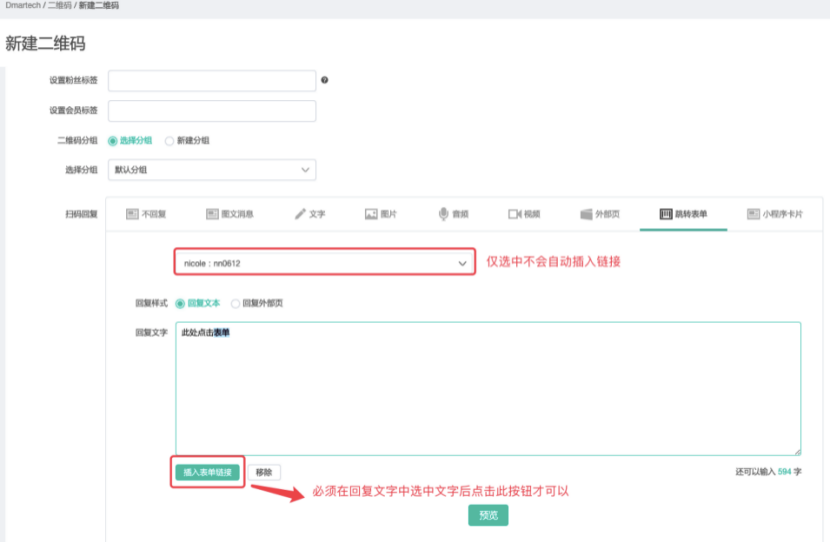 Dmartech / 二维码 / 新建二维码
新建二维码
设置粉丝标签
设置会员标签
二维码分组 选择分组 新建分组
选择分组 默认分组
扫码回复 不回复 图文消息 文字 图片 音频 视频 外部页 跳转表单 小程序卡片
nicole : nn0612 仅选中不会自动插入链接
回复样式 回复文本 回复外部页
回复文字 此处点击表单
插入表单链接 移除 还可以输入 594 字
必须在回复文字中选中文字后点击此按钮才可以
预览